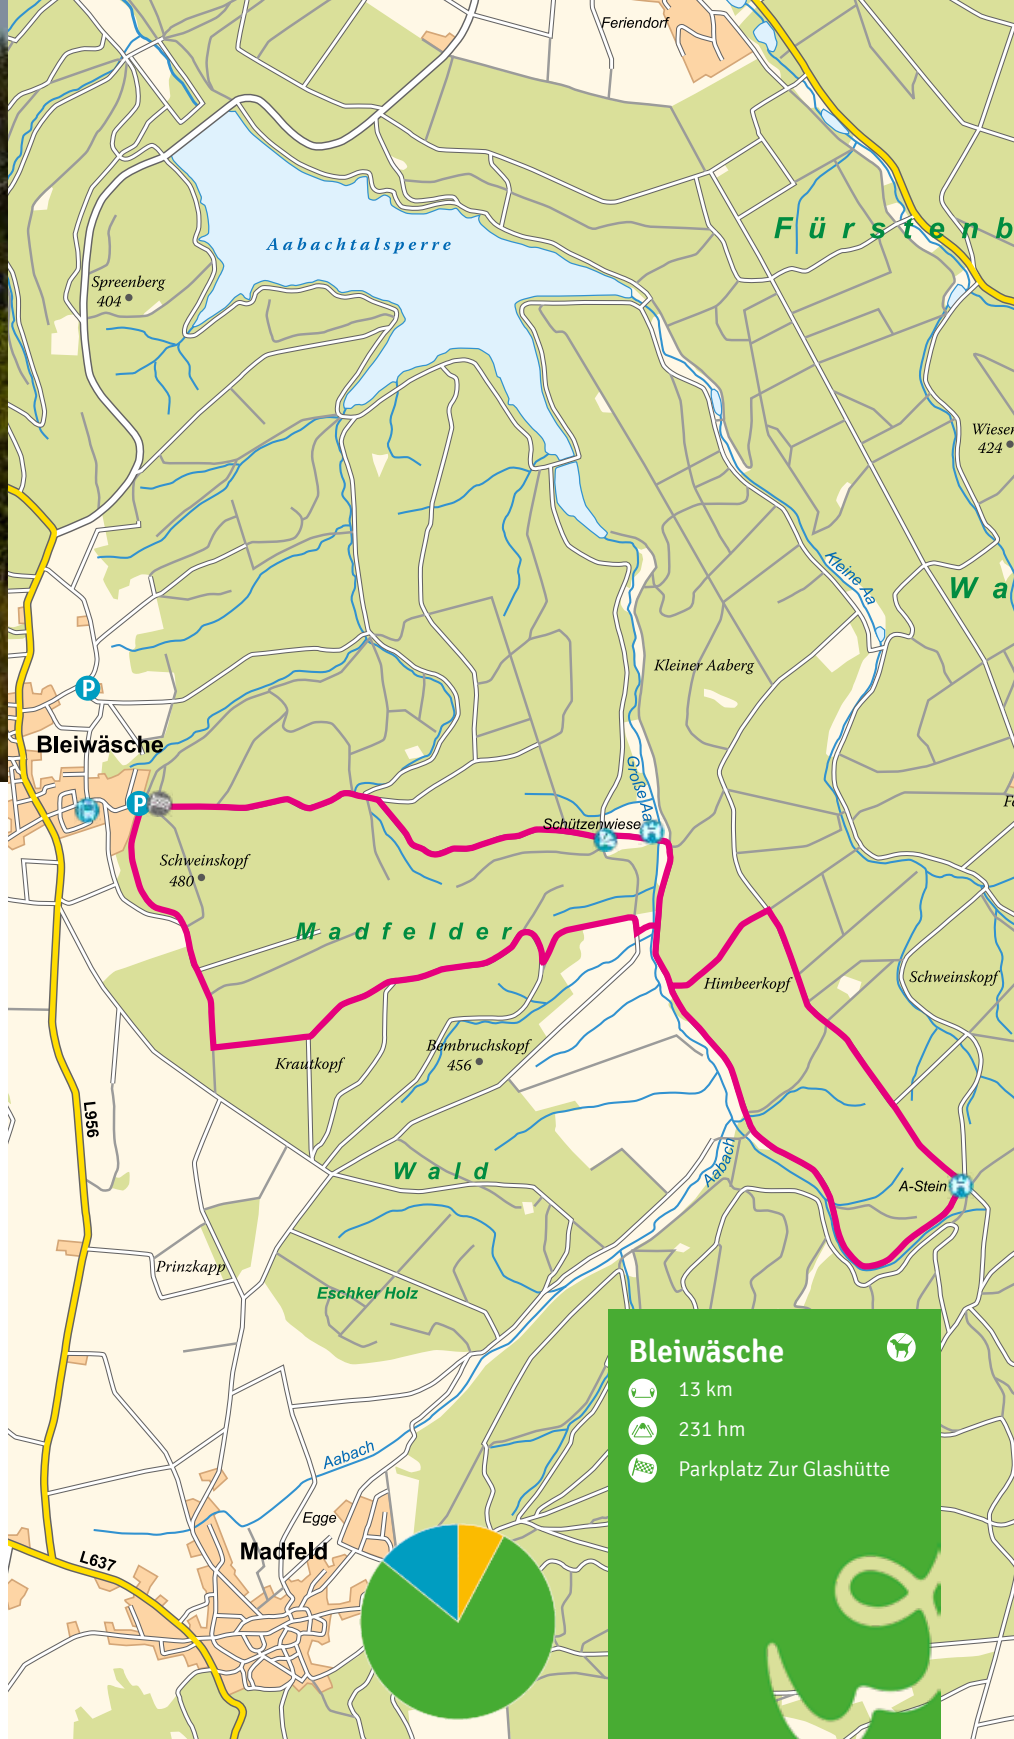 Feriendorf
Fürstenb
Aabachtalsperre
Spreenberg
404
Wieser
424
Kleine Aa
Wa
Kleiner Aaberg
P
Bleiwäsche
Große Aa
P
Schützenwiese
Schweinskopf
480
Madfelder
Himbeerkopf
Schweinskopf
Bembruchskopf
456
Krautkopf
L956
Wald
Aabach
A-Stein
Prinzkapp
Eschker Holz
Bleiwäsche
13 km
231 hm
Parkplatz Zur Glashütte
Aabach
Egge
Madfeld
L637